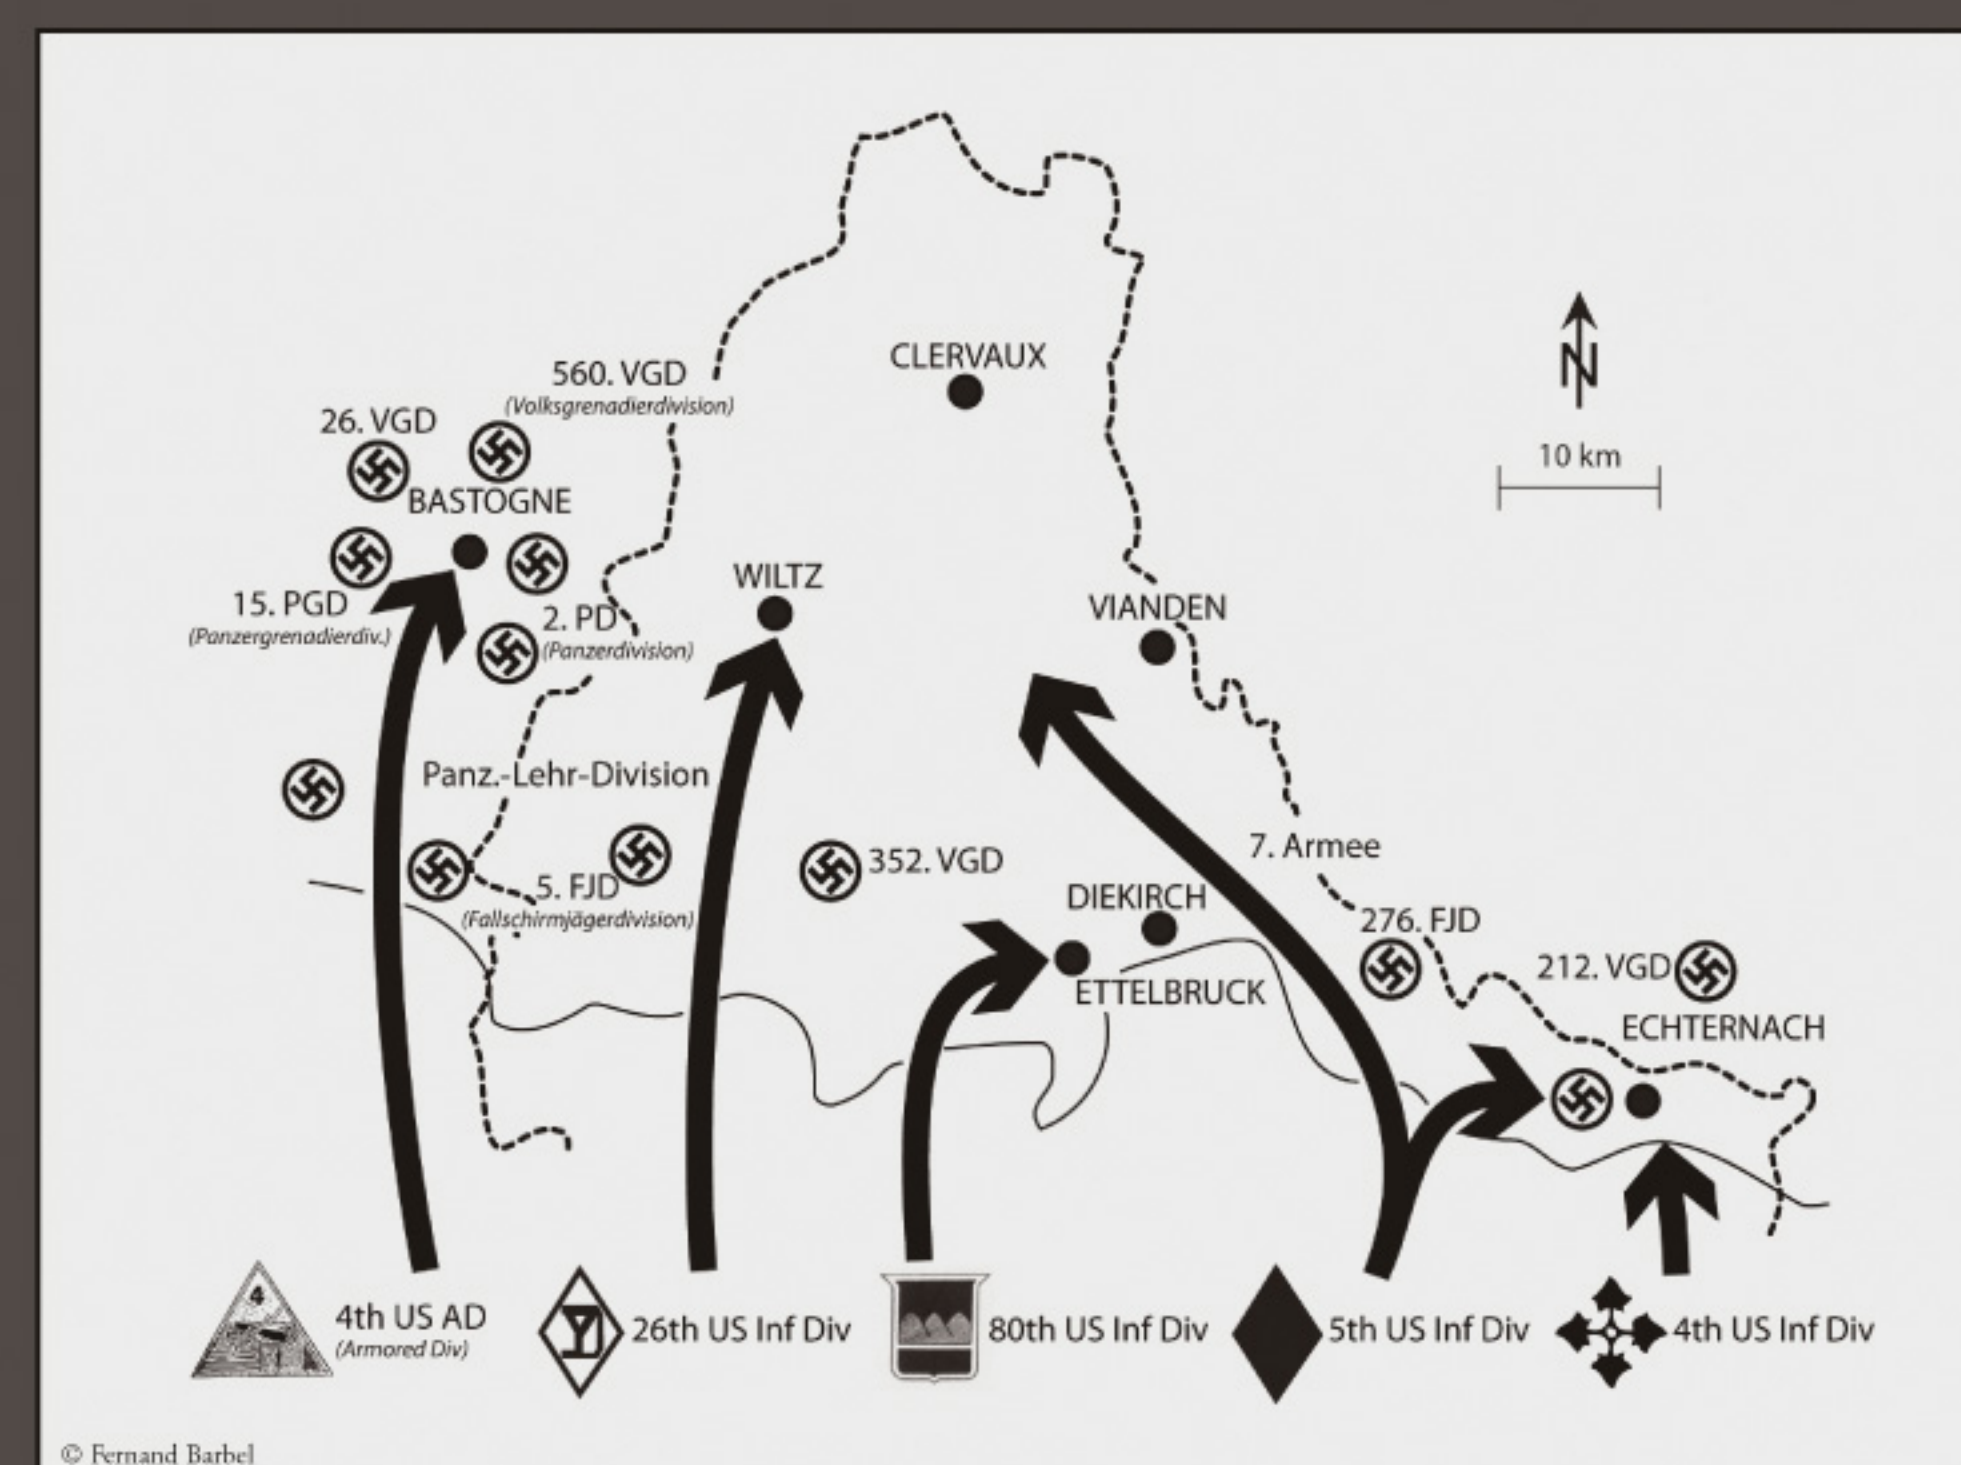 CLERVAUX
N
10 km
560. VGD
(Volksgrenadierdivision)
26. VGD
BASTOGNE
15. PGD
(Panzergrenadierdiv.)
2. PD
(Panzerdivision)
WILTZ
VIANDEN
Panz.-Lehr-Division
5. FJD
(Fallschirmjägerdivision)
352. VGD
7. Armee
DIEKIRCH
ETTELBRUCK
276. FJD
212. VGD
ECHTERNACH
4
4th US AD
(Armored Div)
YD
26th US Inf Div
80th US Inf Div
5th US Inf Div
4th US Inf Div
© Fernand Barbel